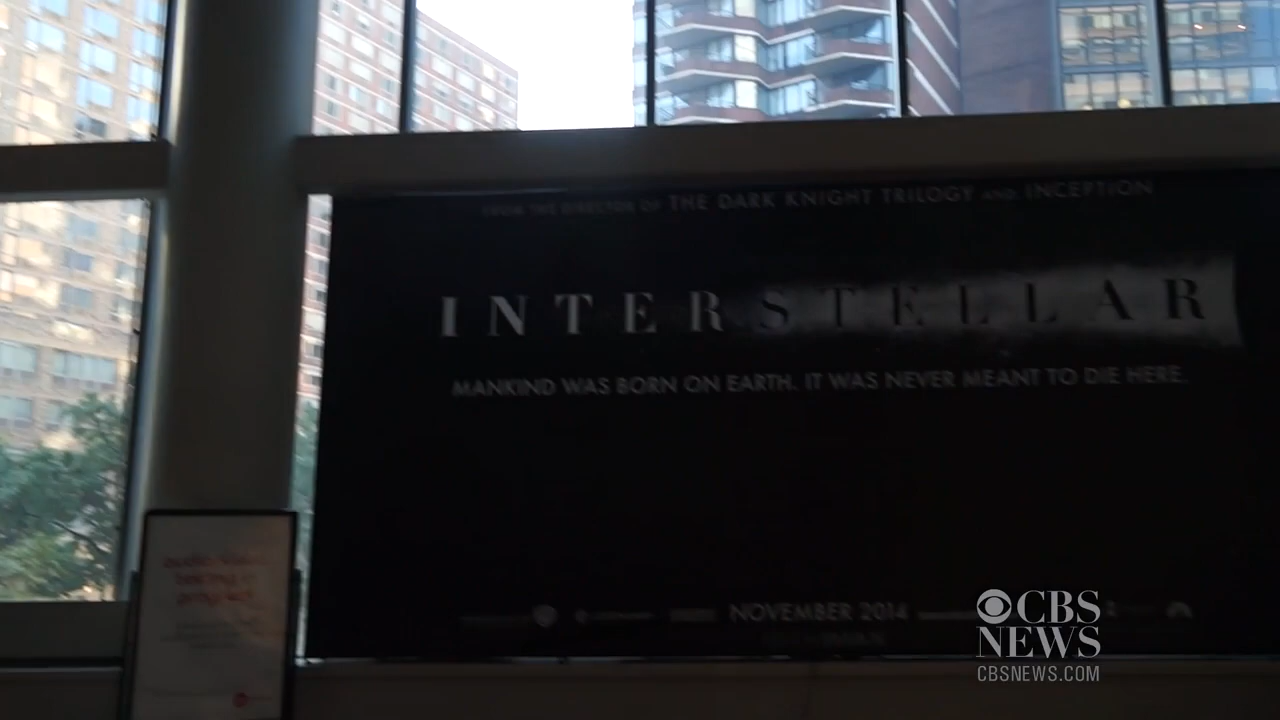 FROM THE DIRECTOR OF THE DARK KNIGHT TRILOGY AND INCEPTION
INTERSTELLAR
MANKIND WAS BORN ON EARTH. IT WAS NEVER MEANT TO DIE HERE.
NOVEMBER 2014
CBS
NEWS
CBSNEWS.COM